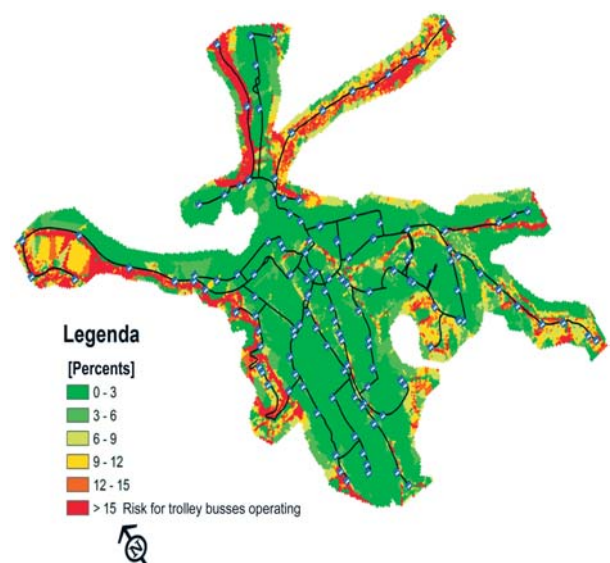 Legenda
[Percents]
0 - 3
3 - 6
6 - 9
9 - 12
12 - 15
> 15 Risk for trolley busses operating
N